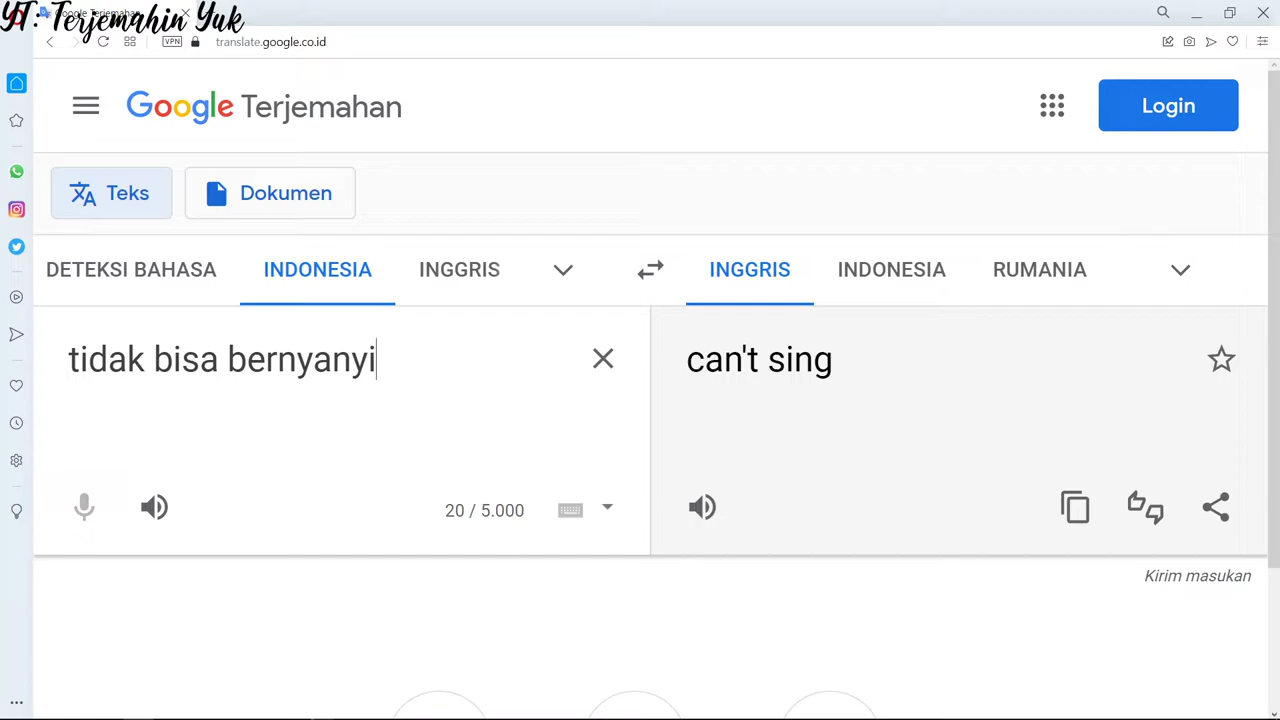 YT: Terjemahin Yuk
VPN translate.google.co.id
Google Terjemahan
Login
Teks Dokumen
DETEKSI BAHASA INDONESIA INGGRIS INGGRIS INDONESIA RUMANIA
tidak bisa bernyanyi can't sing
20 / 5.000
Kirim masukan